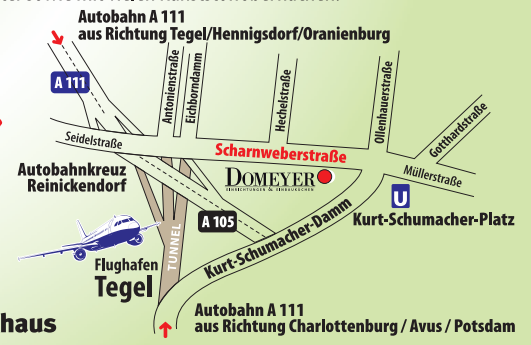 Autobahn A 111
aus Richtung Tegel/Hennigsdorf/Oranienburg
A 111
Antonienstraße
Eichborndamm
Hechelstraße
Ollenhauerstraße
Gotthardstraße
Seidelstraße
Scharnweberstraße
Müllerstraße
Autobahnkreuz
Reinickendorf
DOMEYER
EINRICHTUNGEN & EINBAUKÜCHEN
U
Kurt-Schumacher-Platz
A 105
Kurt-Schumacher-Damm
TUNNEL
Flughafen
Tegel
haus
Autobahn A 111
aus Richtung Charlottenburg / Avus / Potsdam